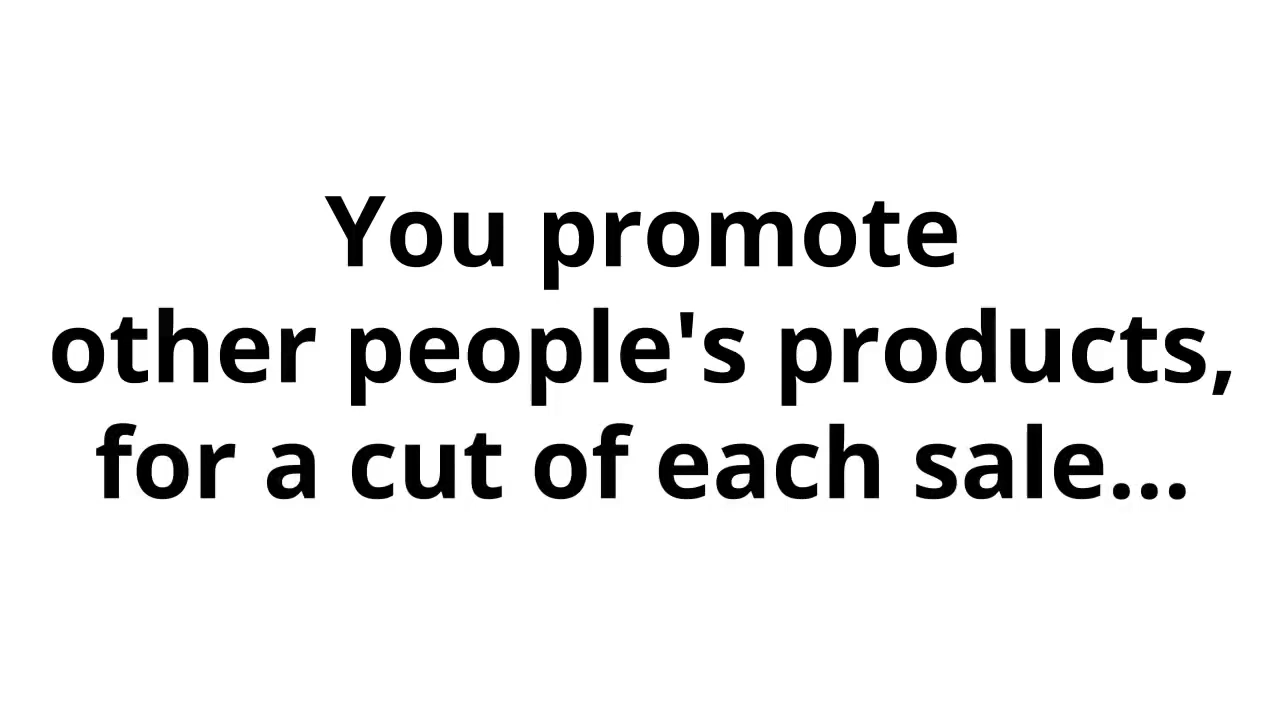 You promote
other people's products,
for a cut of each sale...